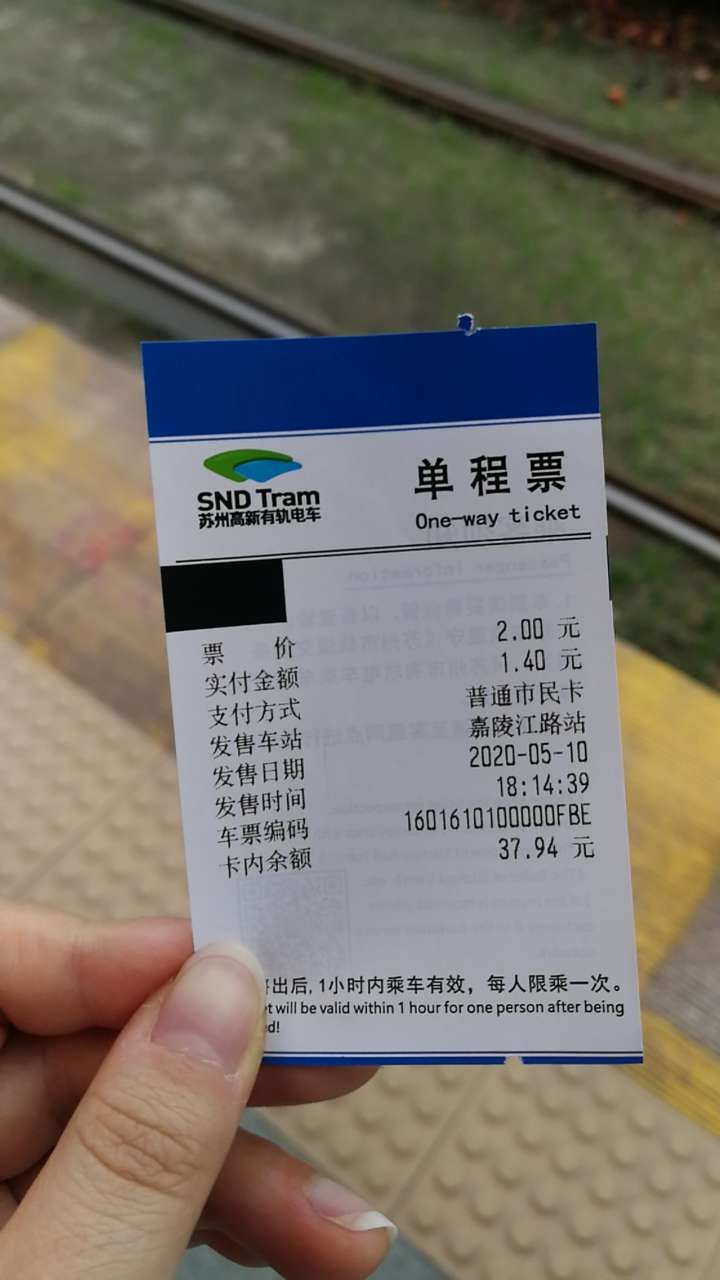 SND Tram
苏州高新有轨电车
单程票
One-way ticket
票 价 2.00 元
实付金额 1.40 元
支付方式 普通市民卡
发售车站 嘉陵江路站
发售日期 2020-05-10
发售时间 18:14:39
车票编码 1601610100000FBE
卡内余额 37.94 元
出后, 1小时内乘车有效，每人限乘一次。
will be valid within 1 hour for one person after being